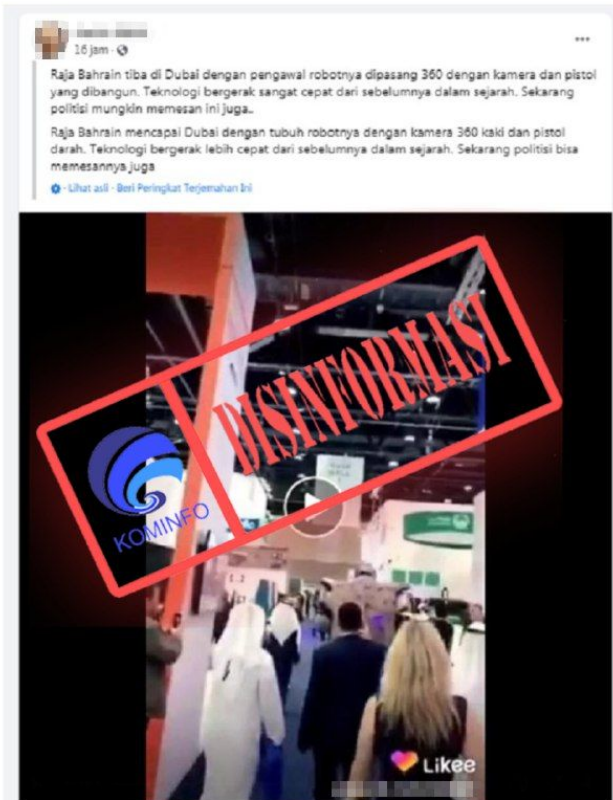 16 jam
Raja Bahrain tiba di Dubai dengan pengawal robotnya dipasang 360 dengan kamera dan pistol
yang dibangun. Teknologi bergerak sangat cepat dari sebelumnya dalam sejarah. Sekarang
politisi mungkin memesan ini juga..
Raja Bahrain mencapai Dubai dengan tubuh robotnya dengan kamera 360 kaki dan pistol
darah. Teknologi bergerak lebih cepat dari sebelumnya dalam sejarah. Sekarang politisi bisa
memesannya juga
· Lihat asli · Beri Peringkat Terjemahan Ini
DISINFORMASI
KOMINFO
Likee